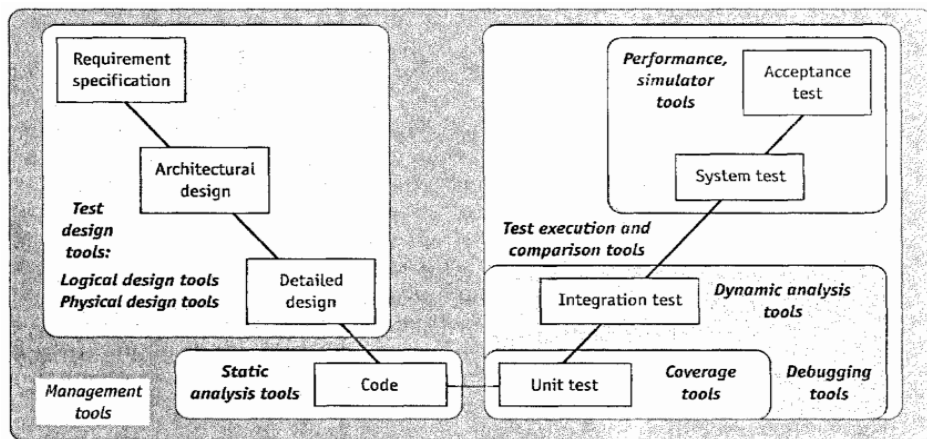 Requirement
specification
Architectural
design
Test
design
tools:
Logical design tools
Physical design tools
Detailed
design
Static
analysis tools
Code
Management
tools
Performance,
simulator
tools
Acceptance
test
System test
Test execution and
comparison tools
Integration test
Dynamic analysis
tools
Unit test
Coverage
tools
Debugging
tools